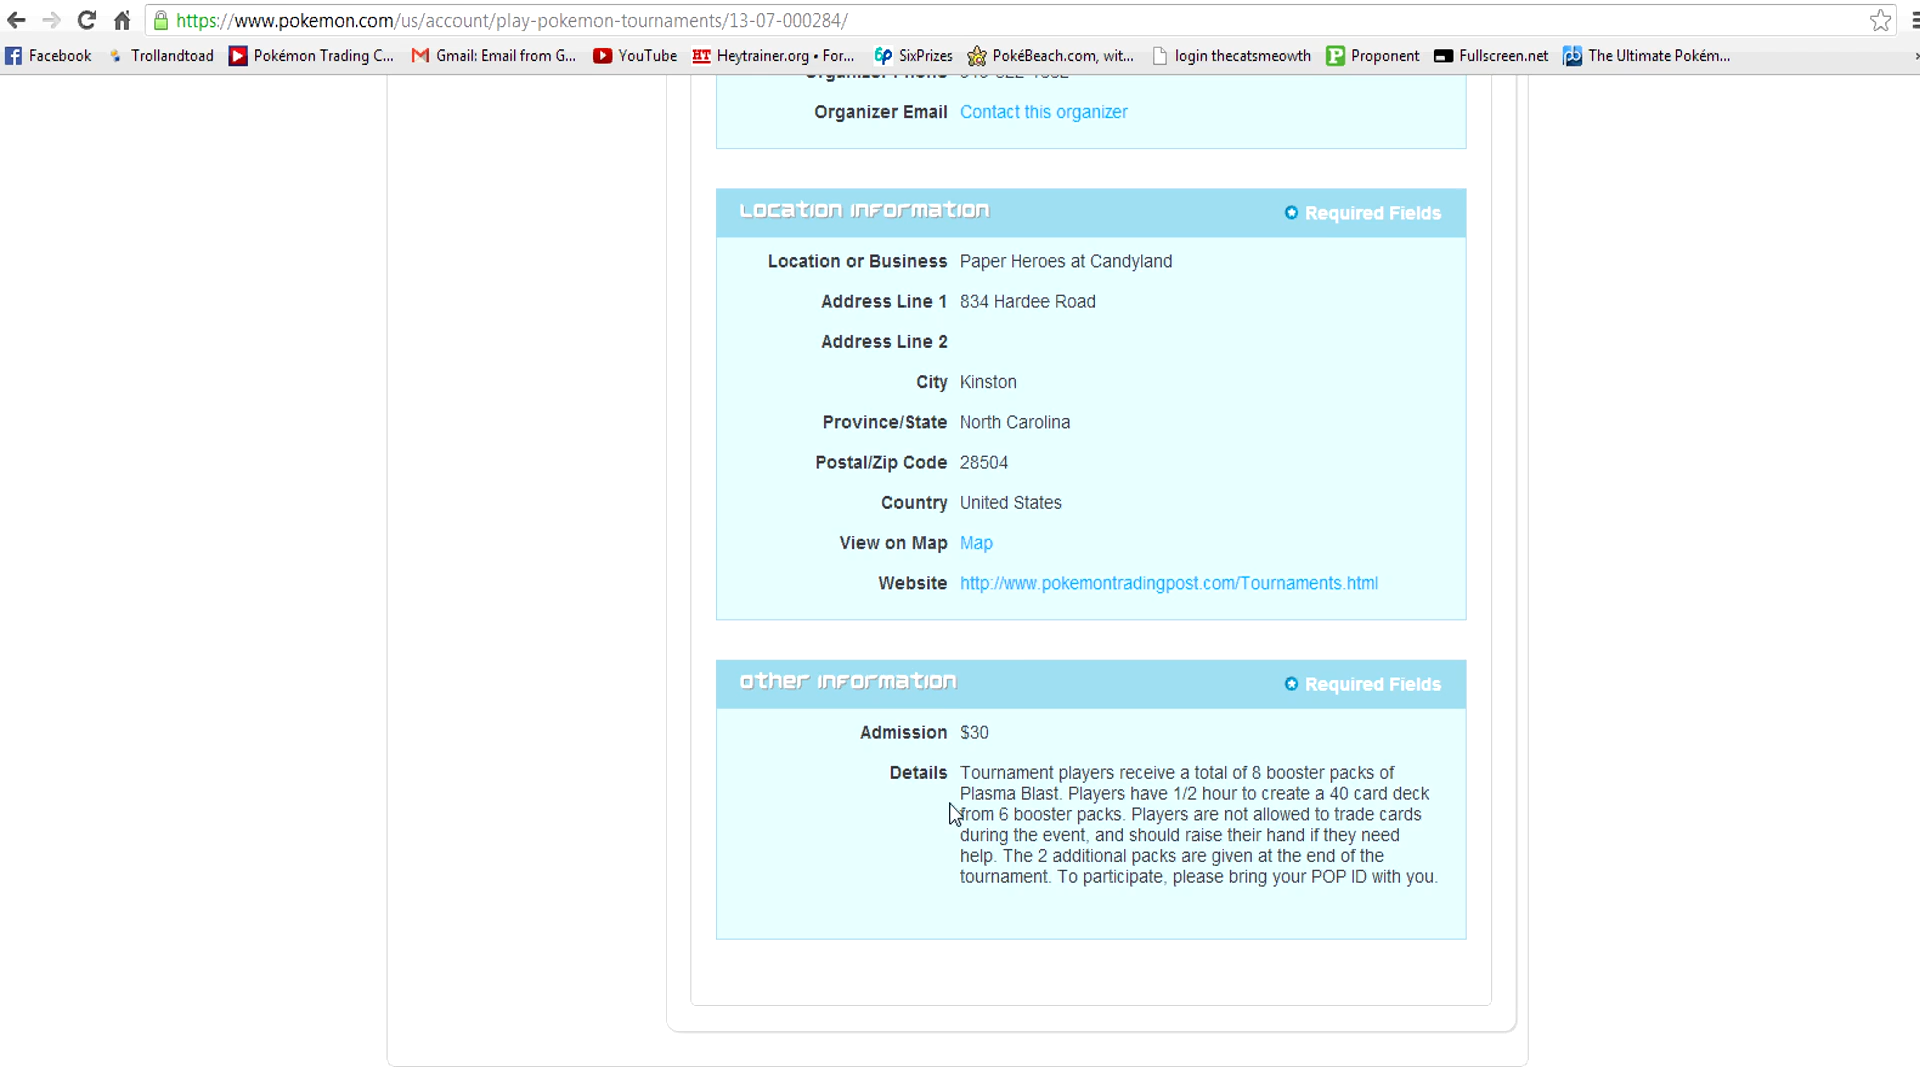 https://www.pokemon.com/us/account/play-pokemon-tournaments/13-07-000284/
Facebook Trollandtoad Pokémon Trading C... Gmail: Email from G... YouTube HT Heytrainer.org • For... 6P SixPrizes PokéBeach.com, wit... login thecatsmeowth P Proponent Fullscreen.net pb The Ultimate Pokém...
Organizer Phone
Organizer Email Contact this organizer
Location Information Required Fields
Location or Business Paper Heroes at Candyland
Address Line 1 834 Hardee Road
Address Line 2
City Kinston
Province/State North Carolina
Postal/Zip Code 28504
Country United States
View on Map Map
Website http://www.pokemontradingpost.com/Tournaments.html
Other Information Required Fields
Admission $30
Details Tournament players receive a total of 8 booster packs of
Plasma Blast. Players have 1/2 hour to create a 40 card deck
from 6 booster packs. Players are not allowed to trade cards
during the event, and should raise their hand if they need
help. The 2 additional packs are given at the end of the
tournament. To participate, please bring your POP ID with you.